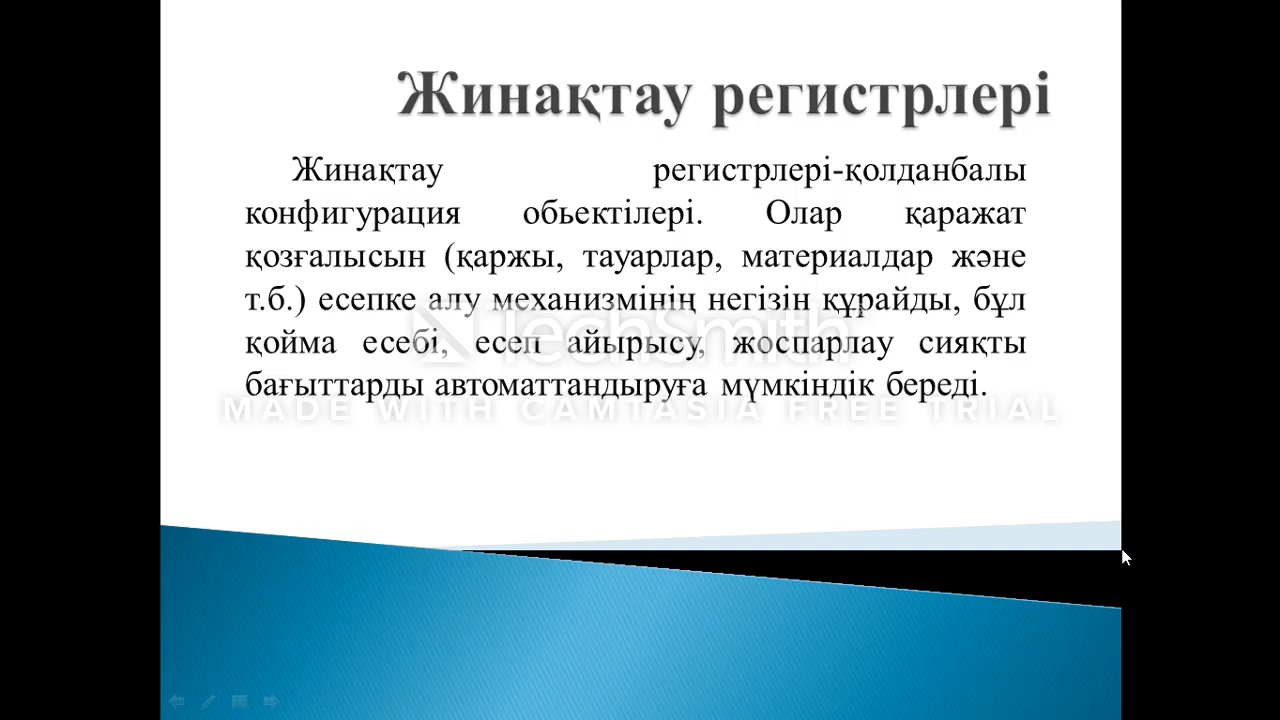 Жинақтау регистрлері
Жинақтау регистрлері-қолданбалы
конфигурация обьектілері. Олар қаражат
қозғалысын (қаржы, тауарлар, материалдар және
т.б.) есепке алу механизмінің негізін құрайды, бұл
қойма есебі, есеп айырысу, жоспарлау сияқты
бағыттарды автоматтандыруға мүмкіндік береді.
TechSmith
MADE WITH CAMTASIA FREE TRIAL